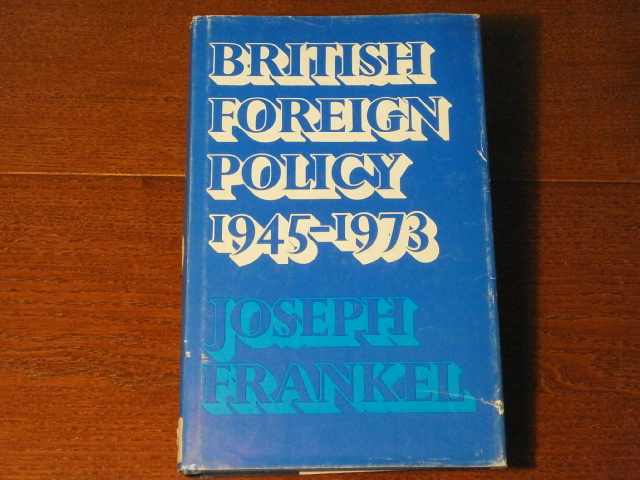 BRITISH
FOREIGN
POLICY
1945-1973
JOSEPH
FRANKEL